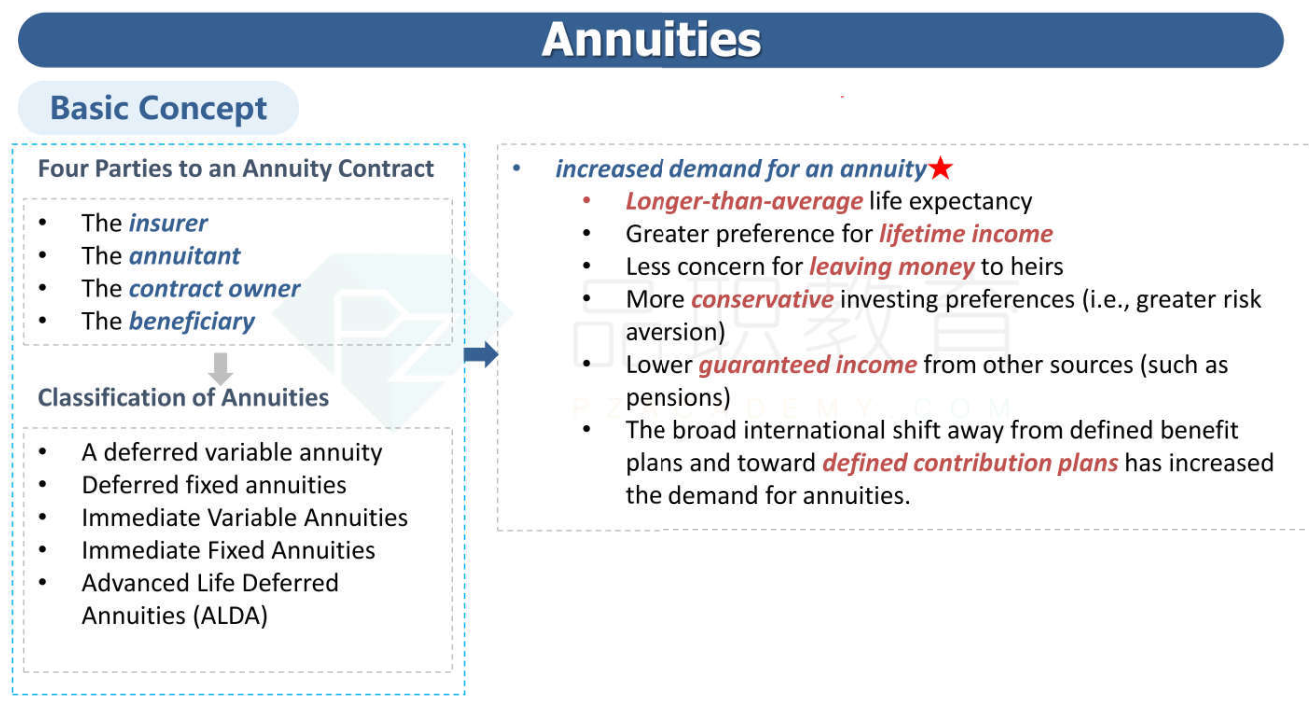 Annuities
Basic Concept
Four Parties to an Annuity Contract
• The insurer
• The annuitant
• The contract owner
• The beneficiary
Classification of Annuities
• A deferred variable annuity
• Deferred fixed annuities
• Immediate Variable Annuities
• Immediate Fixed Annuities
• Advanced Life Deferred
Annuities (ALDA)
• increased demand for an annuity★
• Longer-than-average life expectancy
• Greater preference for lifetime income
• Less concern for leaving money to heirs
• More conservative investing preferences (i.e., greater risk
aversion)
• Lower guaranteed income from other sources (such as
pensions)
• The broad international shift away from defined benefit
plans and toward defined contribution plans has increased
the demand for annuities.
PZ
品职教育
PZACADEMY.COM